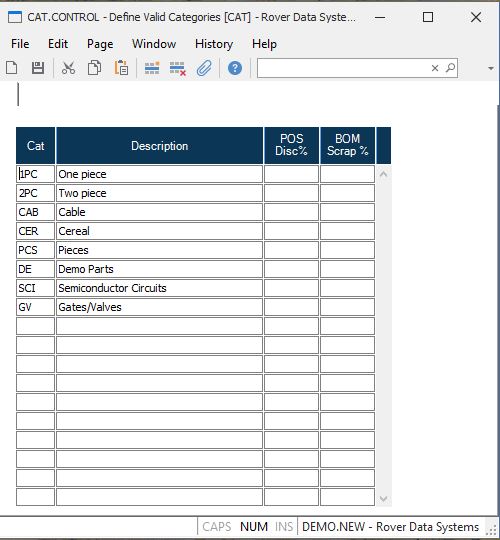 CAT.CONTROL - Define Valid Categories [CAT] - Rover Data Syste...
File Edit Page Window History Help
Cat Description POS Disc% BOM Scrap %
1PC One piece
2PC Two piece
CAB Cable
CER Cereal
PCS Pieces
DE Demo Parts
SCI Semiconductor Circuits
GV Gates/Valves
CAPS NUM INS DEMO.NEW - Rover Data Systems